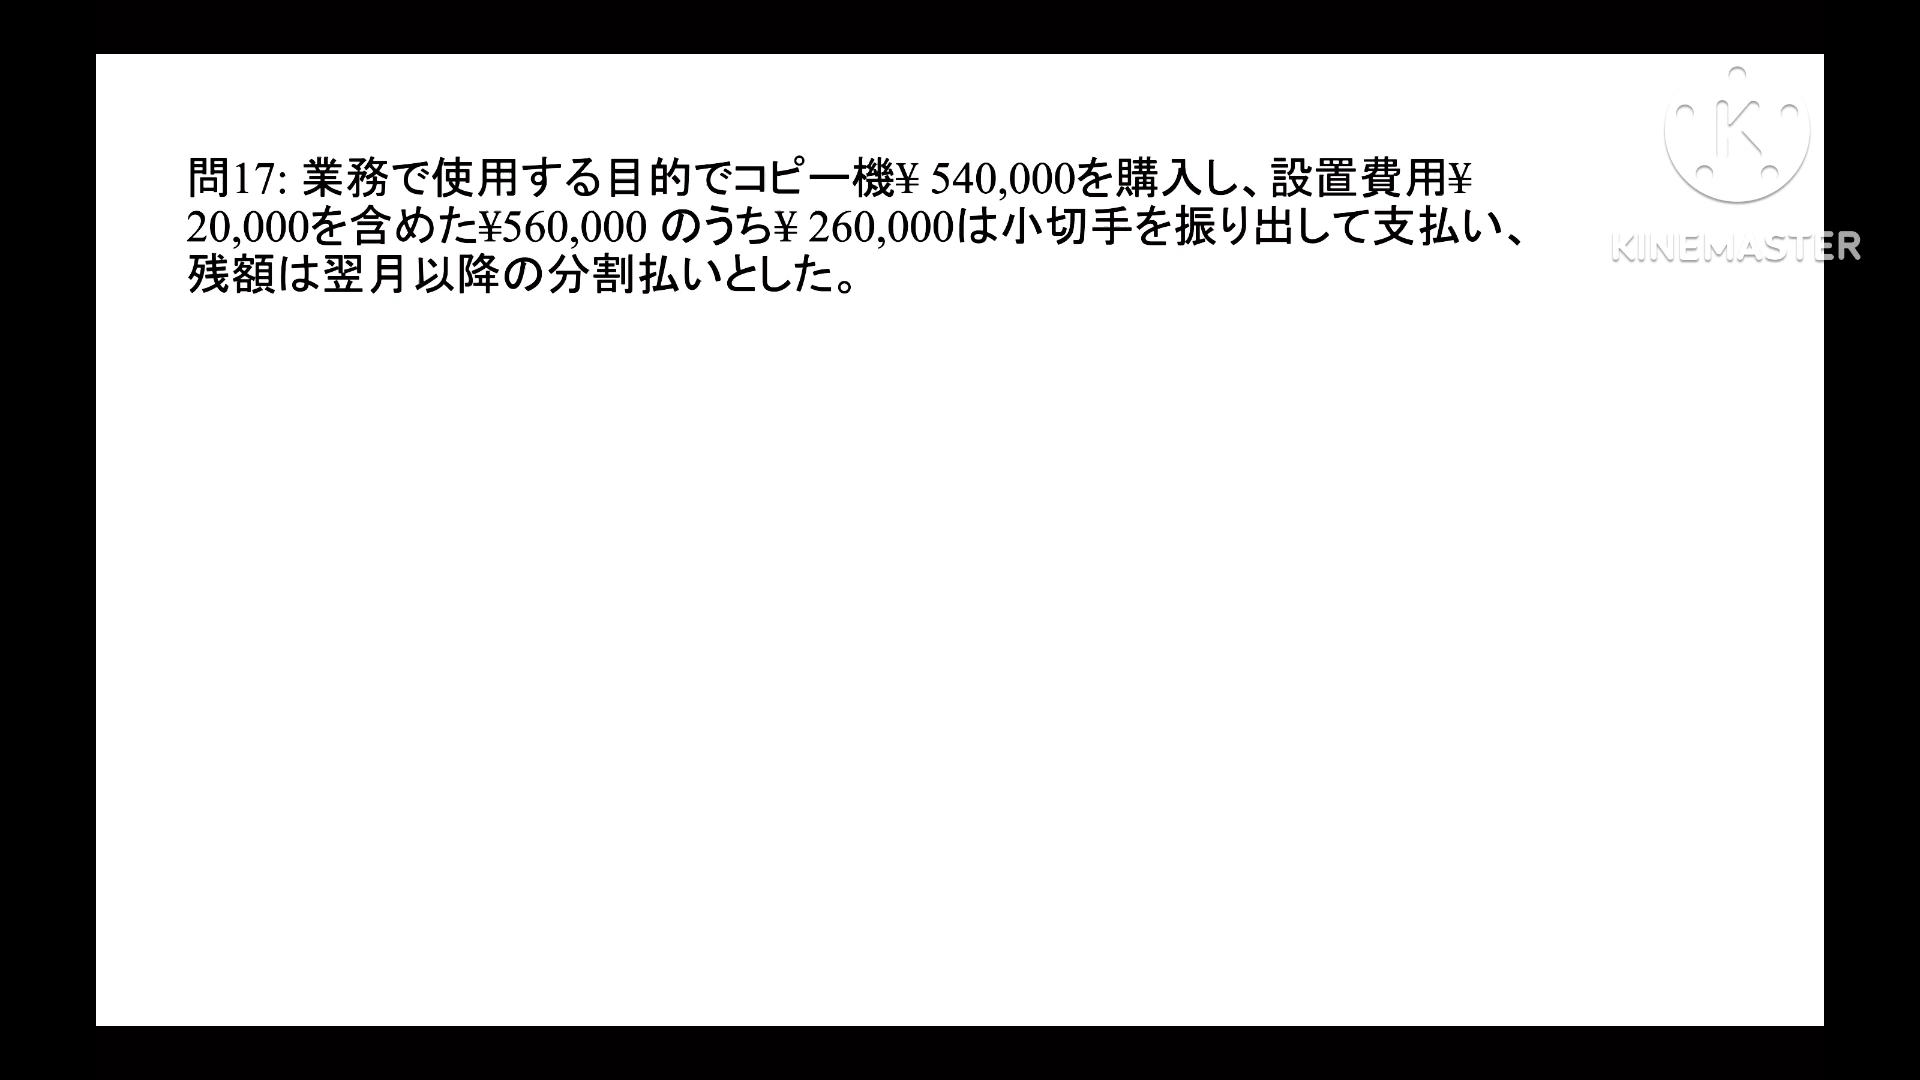 問17: 業務で使用する目的でコピー機¥ 540,000を購入し、設置費用¥
20,000を含めた¥560,000 のうち¥ 260,000は小切手を振り出して支払い、
残額は翌月以降の分割払いとした。
K
KINEMASTER